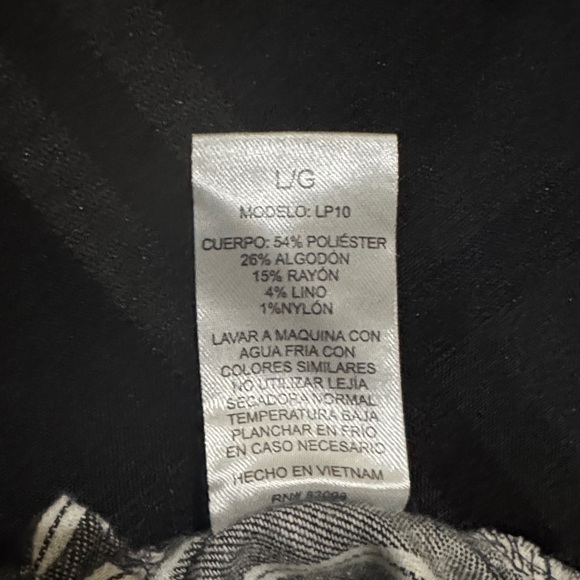 L/G
MODELO: LP10
CUERPO: 54% POLIÉSTER
26% ALGODÓN
15% RAYÓN
4% LINO
1%NYLÓN
LAVAR A MAQUINA CON
AGUA FRIA CON
COLORES SIMILARES
NO UTILIZAR LEJÍA
SECADORA NORMAL
TEMPERATURA BAJA
PLANCHAR EN FRÍO
EN CASO NECESARIO
HECHO EN VIETNAM
RN#